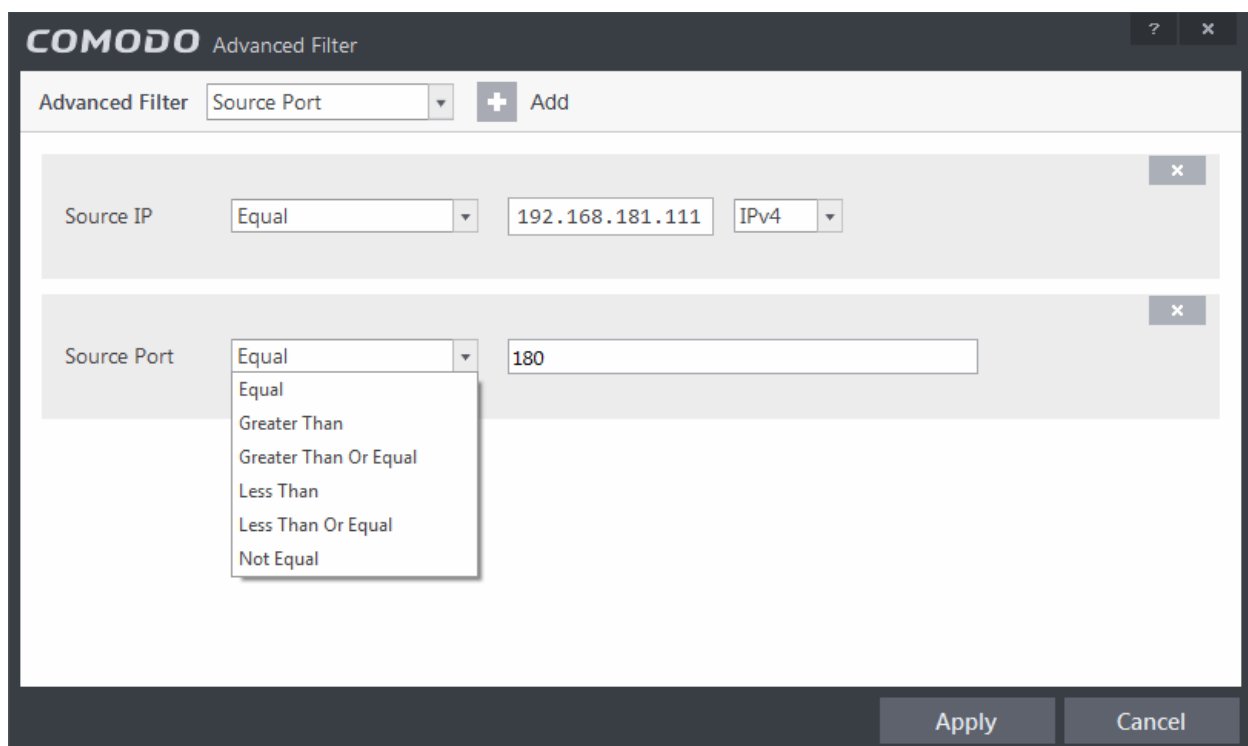 COMODO Advanced Filter ? ×
Advanced Filter Source Port + Add
×
Source IP Equal 192.168.181.111 IPv4
×
Source Port Equal 180
Equal
Greater Than
Greater Than Or Equal
Less Than
Less Than Or Equal
Not Equal
Apply Cancel